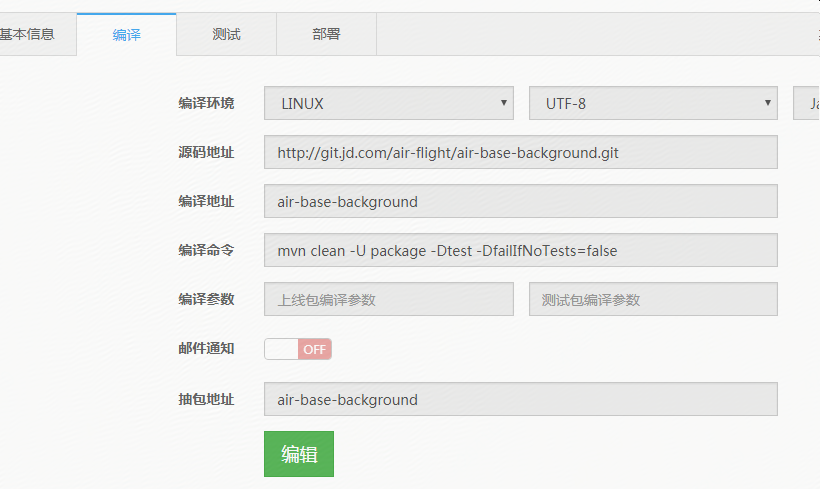 基本信息 编译 测试 部署
编译环境 LINUX UTF-8
源码地址 http://git.jd.com/air-flight/air-base-background.git
编译地址 air-base-background
编译命令 mvn clean -U package -Dtest -DfailIfNoTests=false
编译参数 上线包编译参数 测试包编译参数
邮件通知 OFF
抽包地址 air-base-background
编辑